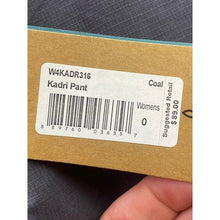 W4KADR316
Coal
Kadri Pant
Womens
0
Suggested Retail
$89.00